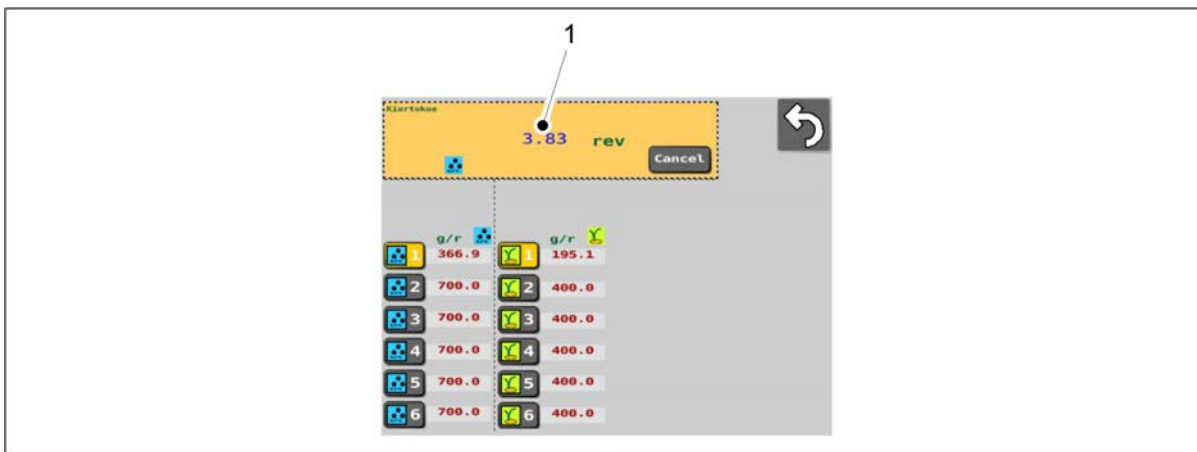 1
Kiertokoe
3.83 rev
Cancel
g/r g/r
1 366.9 1 195.1
2 700.0 2 400.0
3 700.0 3 400.0
4 700.0 4 400.0
5 700.0 5 400.0
6 700.0 6 400.0